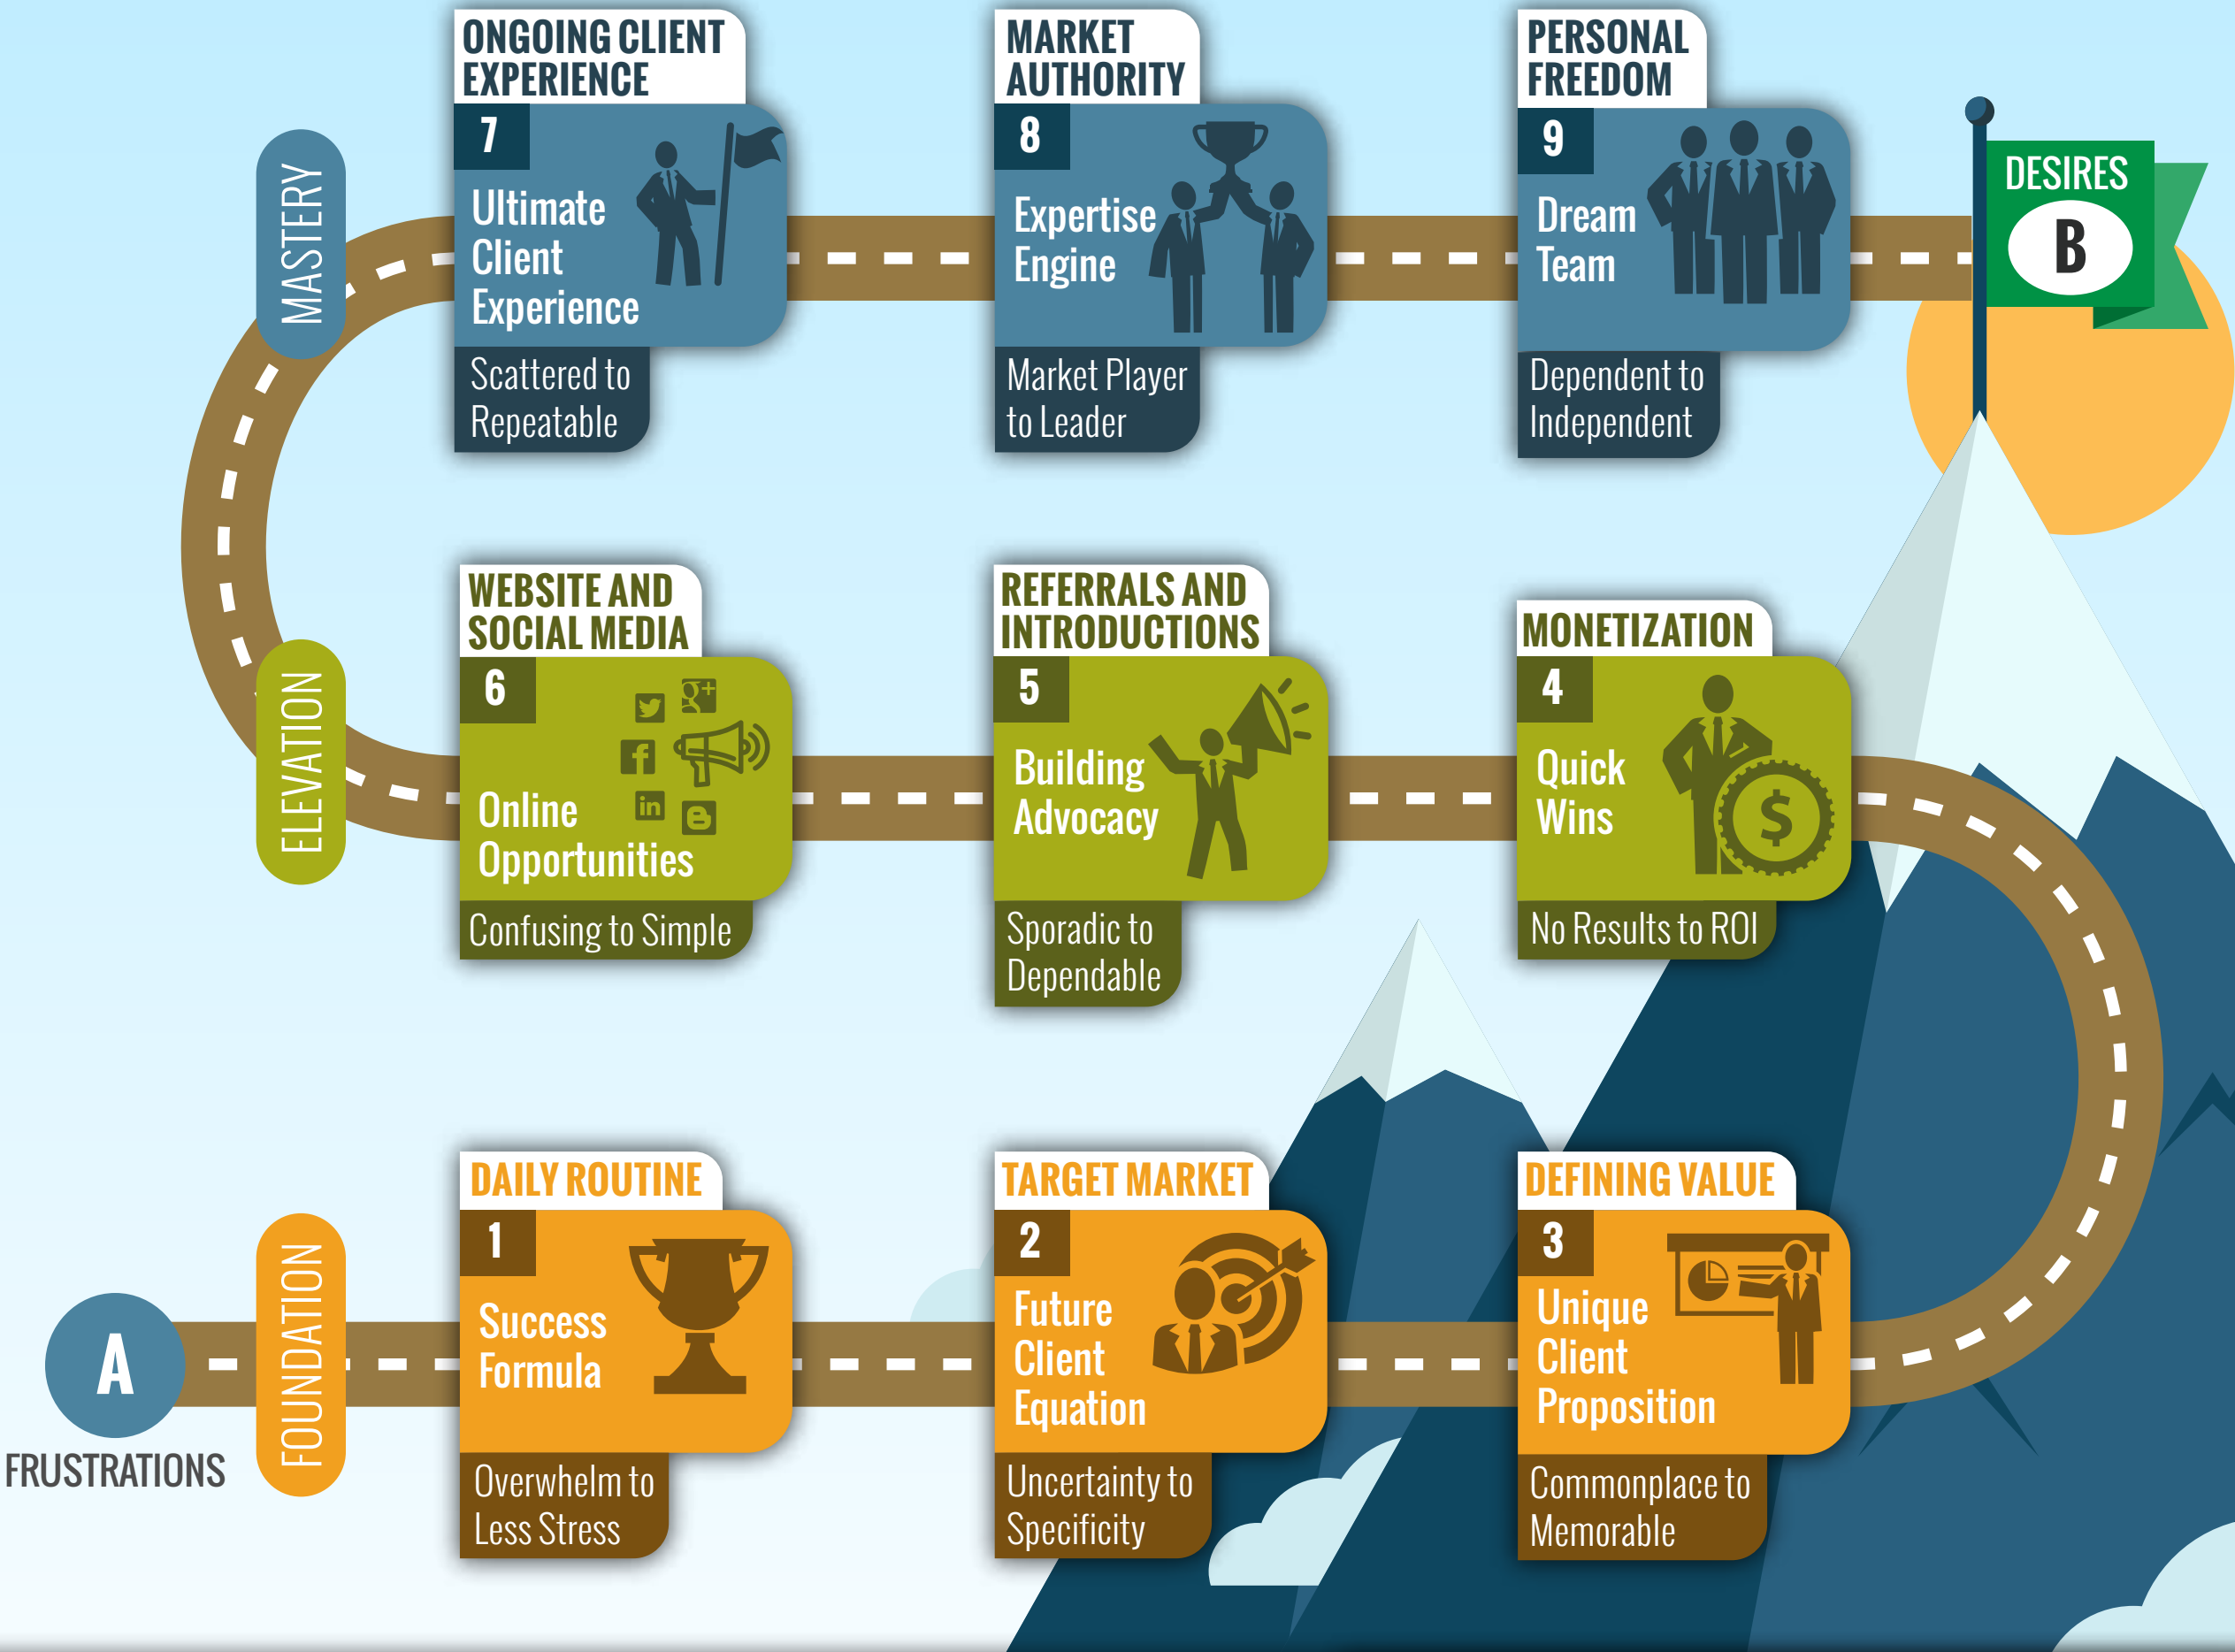 ONGOING CLIENT
EXPERIENCE
7
Ultimate
Client
Experience
Scattered to
Repeatable
MARKET
AUTHORITY
8
Expertise
Engine
Market Player
to Leader
PERSONAL
FREEDOM
9
Dream
Team
Dependent to
Independent
DESIRES
B
MASTERY
WEBSITE AND
SOCIAL MEDIA
6
g+
f
in
B
Online
Opportunities
Confusing to Simple
REFERRALS AND
INTRODUCTIONS
5
Building
Advocacy
Sporadic to
Dependable
MONETIZATION
4
Quick
Wins
$
No Results to ROI
ELEVATION
DAILY ROUTINE
1
Success
Formula
Overwhelm to
Less Stress
TARGET MARKET
2
Future
Client
Equation
Uncertainty to
Specificity
DEFINING VALUE
3
Unique
Client
Proposition
Commonplace to
Memorable
FOUNDATION
A
FRUSTRATIONS